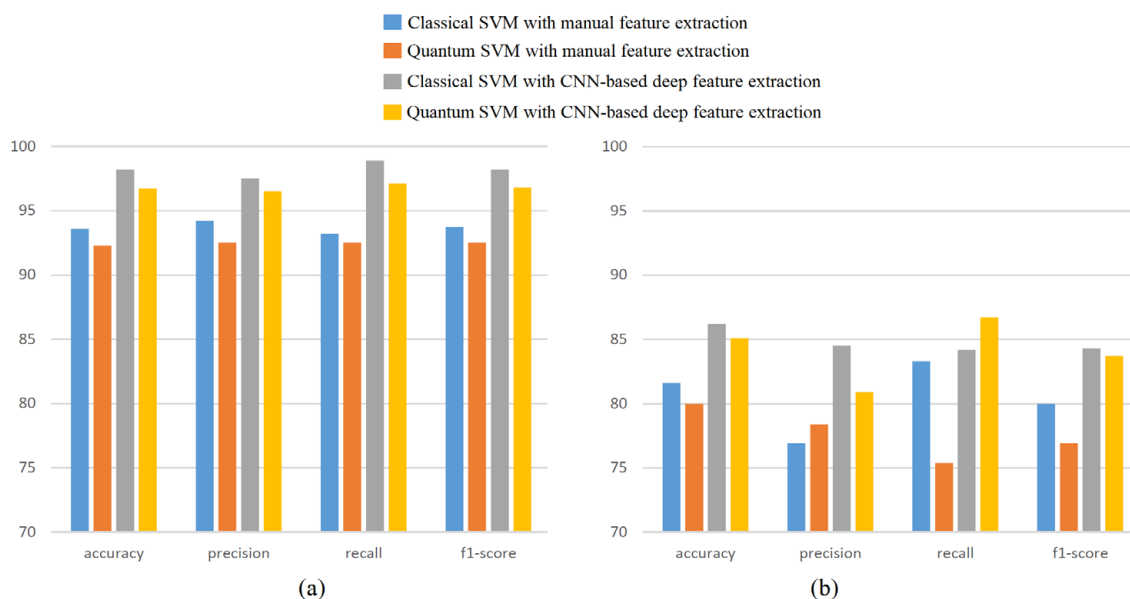 Classical SVM with manual feature extraction
Quantum SVM with manual feature extraction
Classical SVM with CNN-based deep feature extraction
Quantum SVM with CNN-based deep feature extraction
100
95
90
85
80
75
70
accuracy precision recall f1-score
(a)
100
95
90
85
80
75
70
accuracy precision recall f1-score
(b)